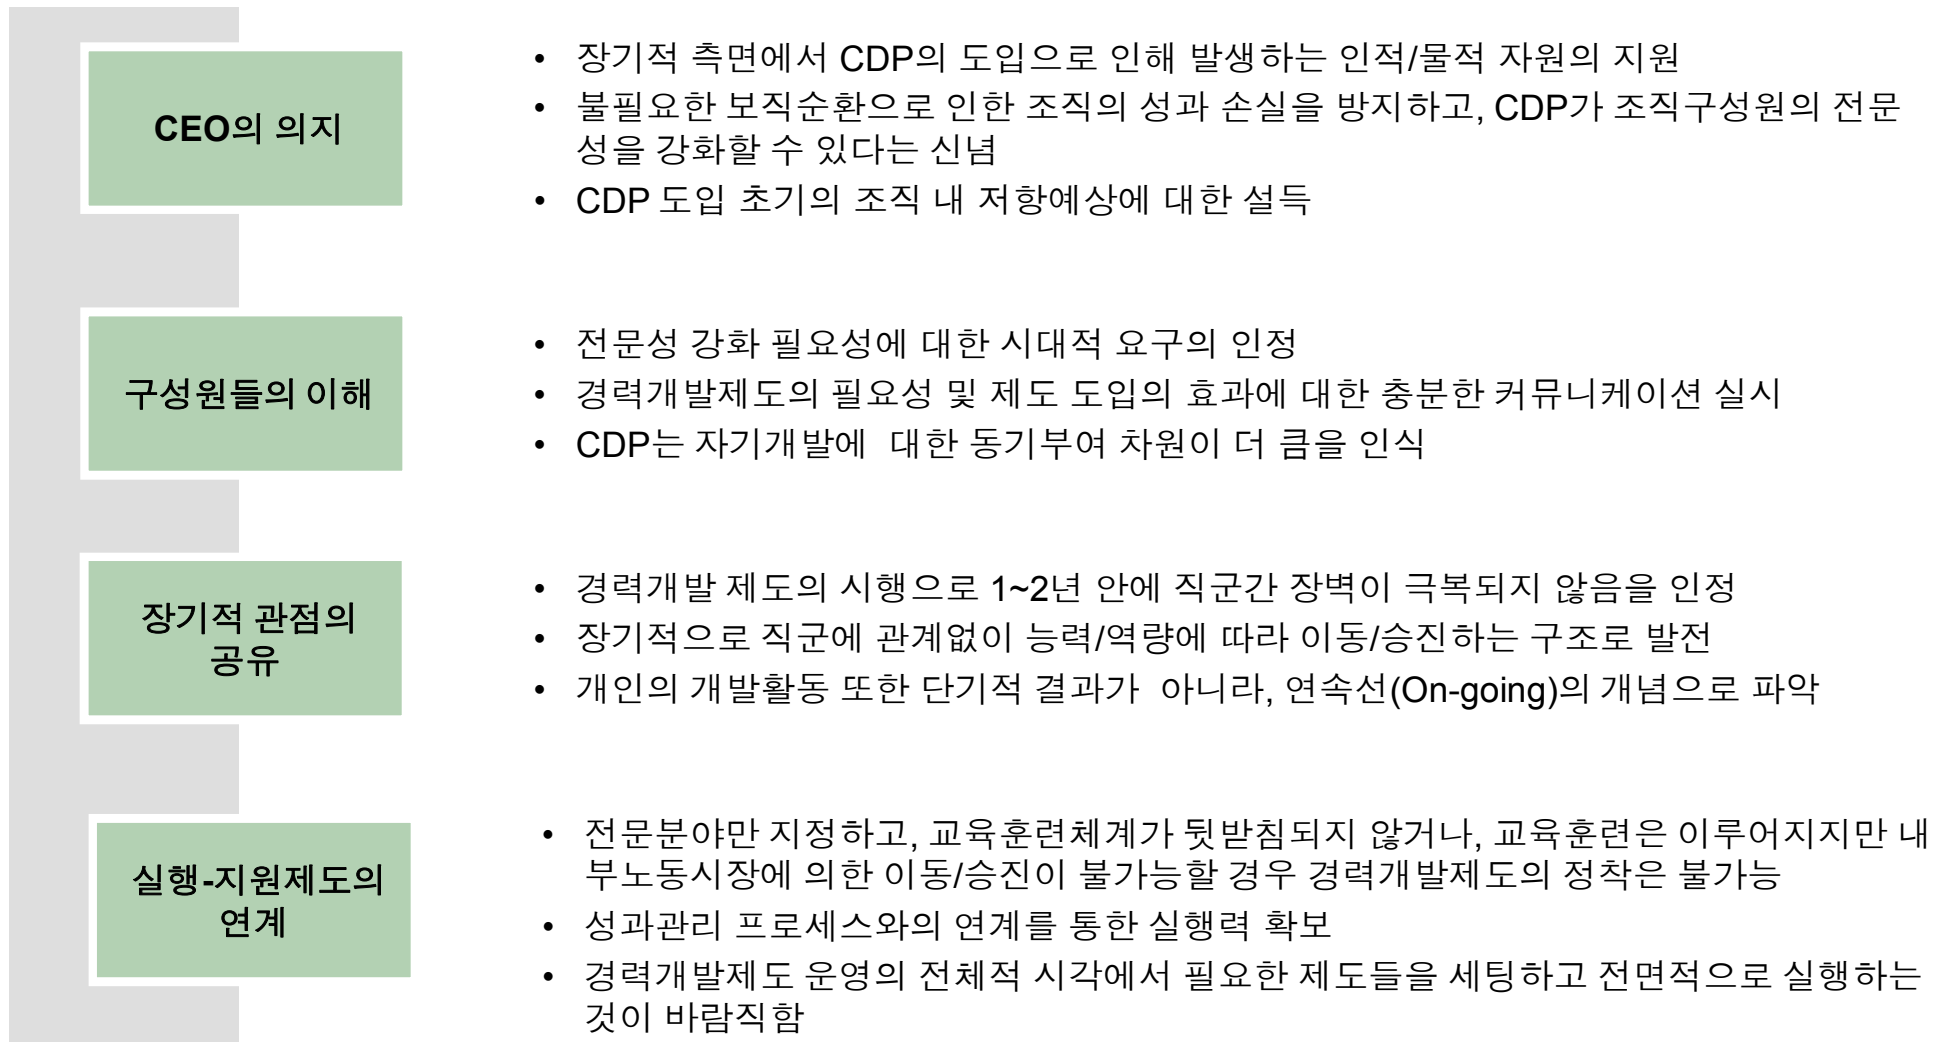 CEO의 의지
• 장기적 측면에서 CDP의 도입으로 인해 발생하는 인적/물적 자원의 지원
• 불필요한 보직순환으로 인한 조직의 성과 손실을 방지하고, CDP가 조직구성원의 전문
성을 강화할 수 있다는 신념
• CDP 도입 초기의 조직 내 저항예상에 대한 설득
구성원들의 이해
• 전문성 강화 필요성에 대한 시대적 요구의 인정
• 경력개발제도의 필요성 및 제도 도입의 효과에 대한 충분한 커뮤니케이션 실시
• CDP는 자기개발에  대한 동기부여 차원이 더 큼을 인식
장기적 관점의
공유
• 경력개발 제도의 시행으로 1~2년 안에 직군간 장벽이 극복되지 않음을 인정
• 장기적으로 직군에 관계없이 능력/역량에 따라 이동/승진하는 구조로 발전
• 개인의 개발활동 또한 단기적 결과가  아니라, 연속선(On-going)의 개념으로 파악
실행-지원제도의
연계
• 전문분야만 지정하고, 교육훈련체계가 뒷받침되지 않거나, 교육훈련은 이루어지지만 내
부노동시장에 의한 이동/승진이 불가능할 경우 경력개발제도의 정착은 불가능
• 성과관리 프로세스와의 연계를 통한 실행력 확보
• 경력개발제도 운영의 전체적 시각에서 필요한 제도들을 세팅하고 전면적으로 실행하는
것이 바람직함